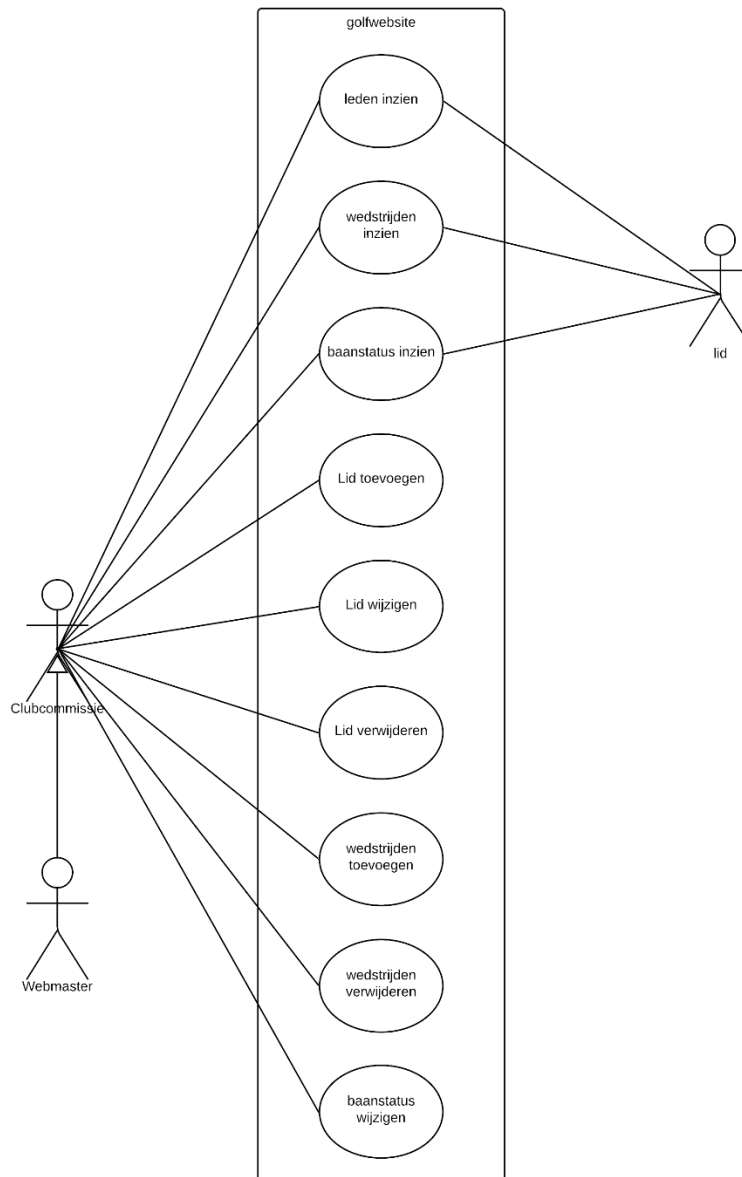 golfwebsite
leden inzien
wedstrijden
inzien
baanstatus inzien
lid
Lid toevoegen
Lid wijzigen
Clubcommissie
Lid verwijderen
wedstrijden
toevoegen
wedstrijden
verwijderen
Webmaster
baanstatus
wijzigen